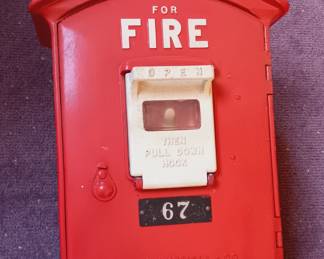 FOR
FIRE
OPEN
THEN
PULL DOWN
HOOK
67